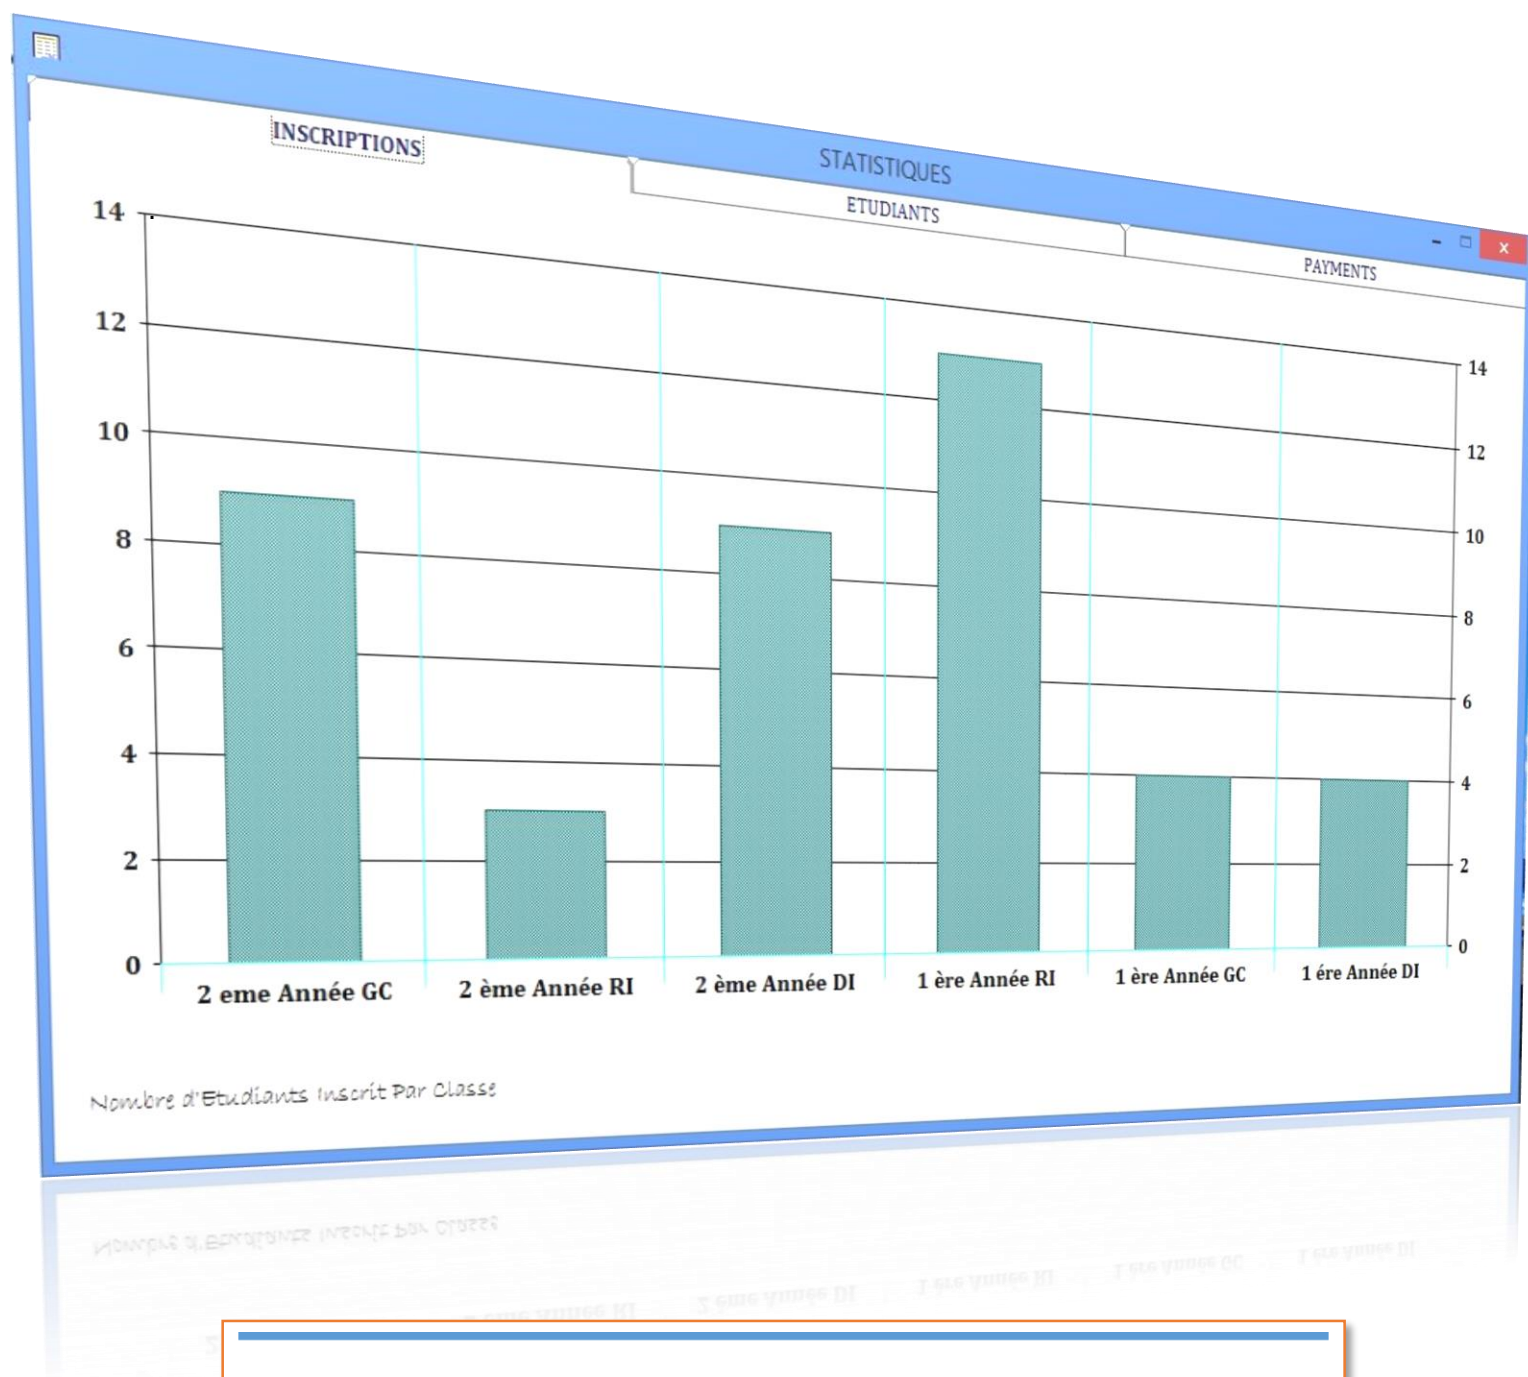 STATISTIQUES
INSCRIPTIONS
ETUDIANTS
PAYMENTS
14
12
10
8
6
4
2
0
14
12
10
8
6
4
2
0
2 eme Année GC
2 ème Année RI
2 ème Année DI
1 ère Année RI
1 ère Année GC
1 ére Année DI
Nombre d'Etudiants Inscrit Par Classe